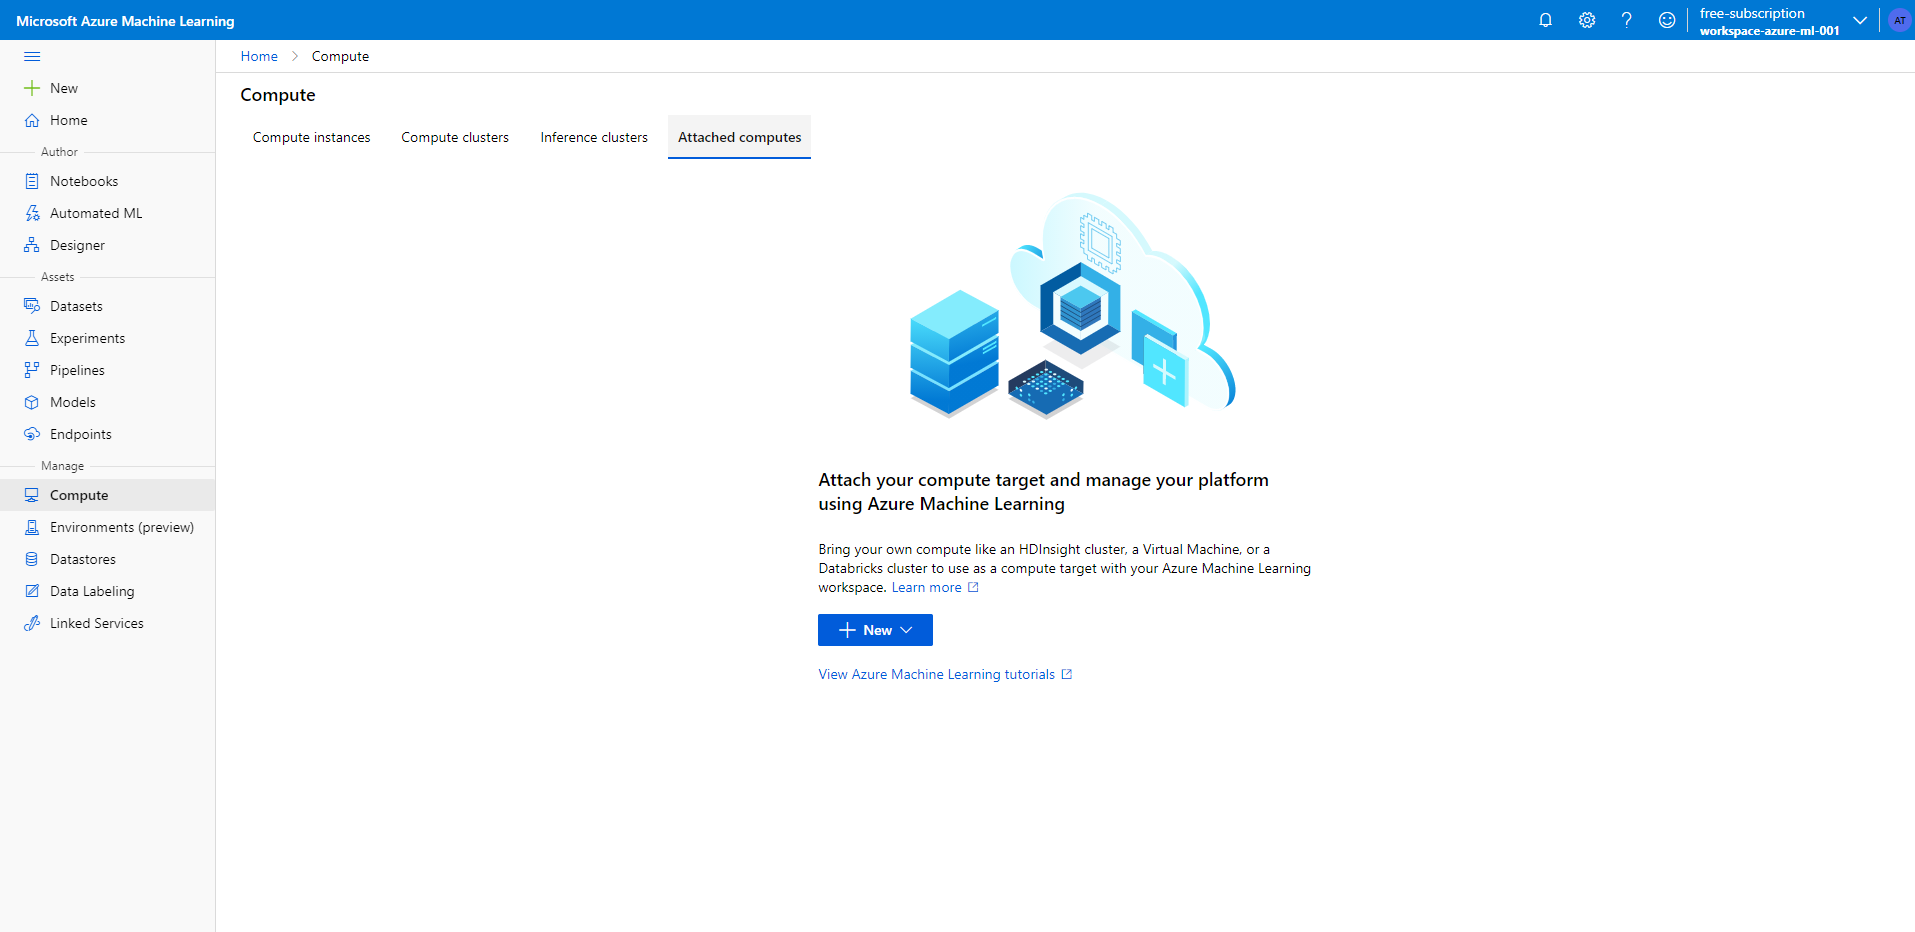 Microsoft Azure Machine Learning
free-subscription
workspace-azure-ml-001
AT
New
Home
Author
Notebooks
Automated ML
Designer
Assets
Datasets
Experiments
Pipelines
Models
Endpoints
Manage
Compute
Environments (preview)
Datastores
Data Labeling
Linked Services
Home > Compute
Compute
Compute instances Compute clusters Inference clusters Attached computes
Attach your compute target and manage your platform
using Azure Machine Learning
Bring your own compute like an HDInsight cluster, a Virtual Machine, or a
Databricks cluster to use as a compute target with your Azure Machine Learning
workspace. Learn more
New
View Azure Machine Learning tutorials